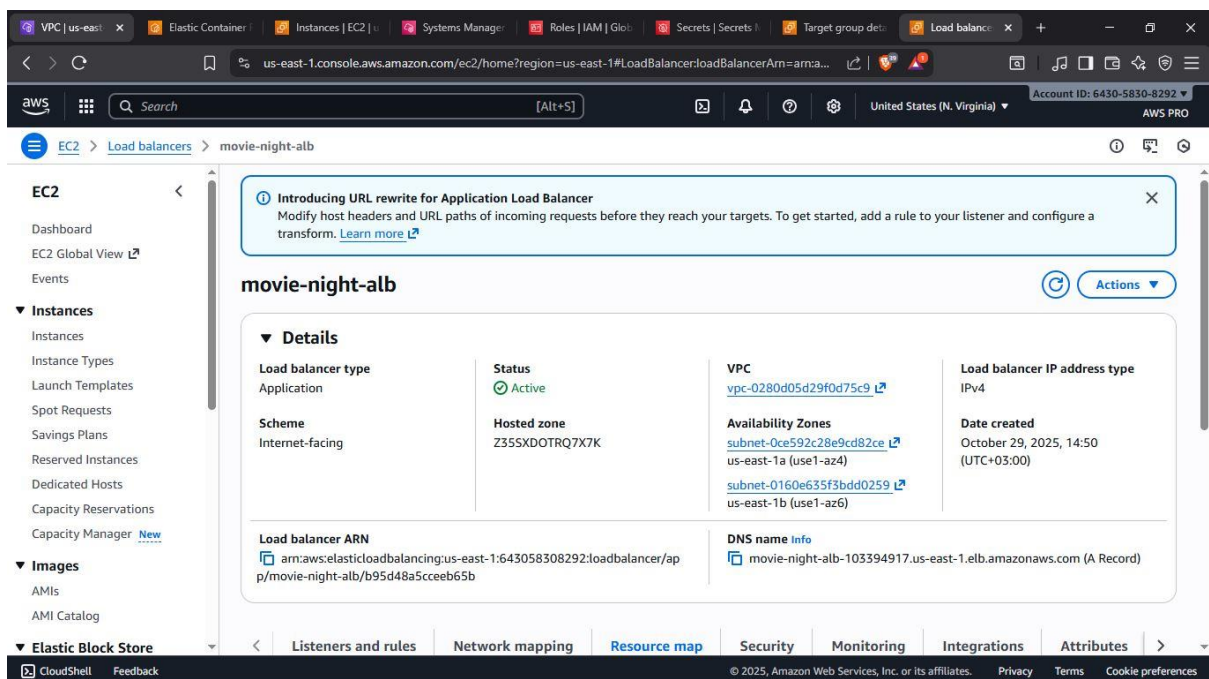 VPC | us-east
Elastic Container
Instances | EC2 | u
Systems Manager
Roles | IAM | Glob
Secrets | Secrets
Target group deta
Load balance
us-east-1.console.aws.amazon.com/ec2/home?region=us-east-1#LoadBalancer:loadBalancerArn=arn:a...
aws
Search
[Alt+S]
United States (N. Virginia)
Account ID: 6430-5830-8292
AWS PRO
EC2 > Load balancers > movie-night-alb
EC2
Dashboard
EC2 Global View
Events
Instances
Instances
Instance Types
Launch Templates
Spot Requests
Savings Plans
Reserved Instances
Dedicated Hosts
Capacity Reservations
Capacity Manager New
Images
AMIs
AMI Catalog
Elastic Block Store
Introducing URL rewrite for Application Load Balancer
Modify host headers and URL paths of incoming requests before they reach your targets. To get started, add a rule to your listener and configure a
transform. Learn more
movie-night-alb
Actions
Details
Load balancer type
Application
Status
Active
VPC
vpc-0280d05d29f0d75c9
Load balancer IP address type
IPv4
Scheme
Internet-facing
Hosted zone
Z35SXDOTRQ7X7K
Availability Zones
subnet-0ce592c28e9cd82ce
us-east-1a (use1-az4)
subnet-0160e635f3bdd0259
us-east-1b (use1-az6)
Date created
October 29, 2025, 14:50
(UTC+03:00)
Load balancer ARN
arn:aws:elasticloadbalancing:us-east-1:643058308292:loadbalancer/ap
p/movie-night-alb/b95d48a5cceeb65b
DNS name Info
movie-night-alb-103394917.us-east-1.elb.amazonaws.com (A Record)
Listeners and rules
Network mapping
Resource map
Security
Monitoring
Integrations
Attributes
CloudShell
Feedback
© 2025, Amazon Web Services, Inc. or its affiliates.
Privacy
Terms
Cookie preferences